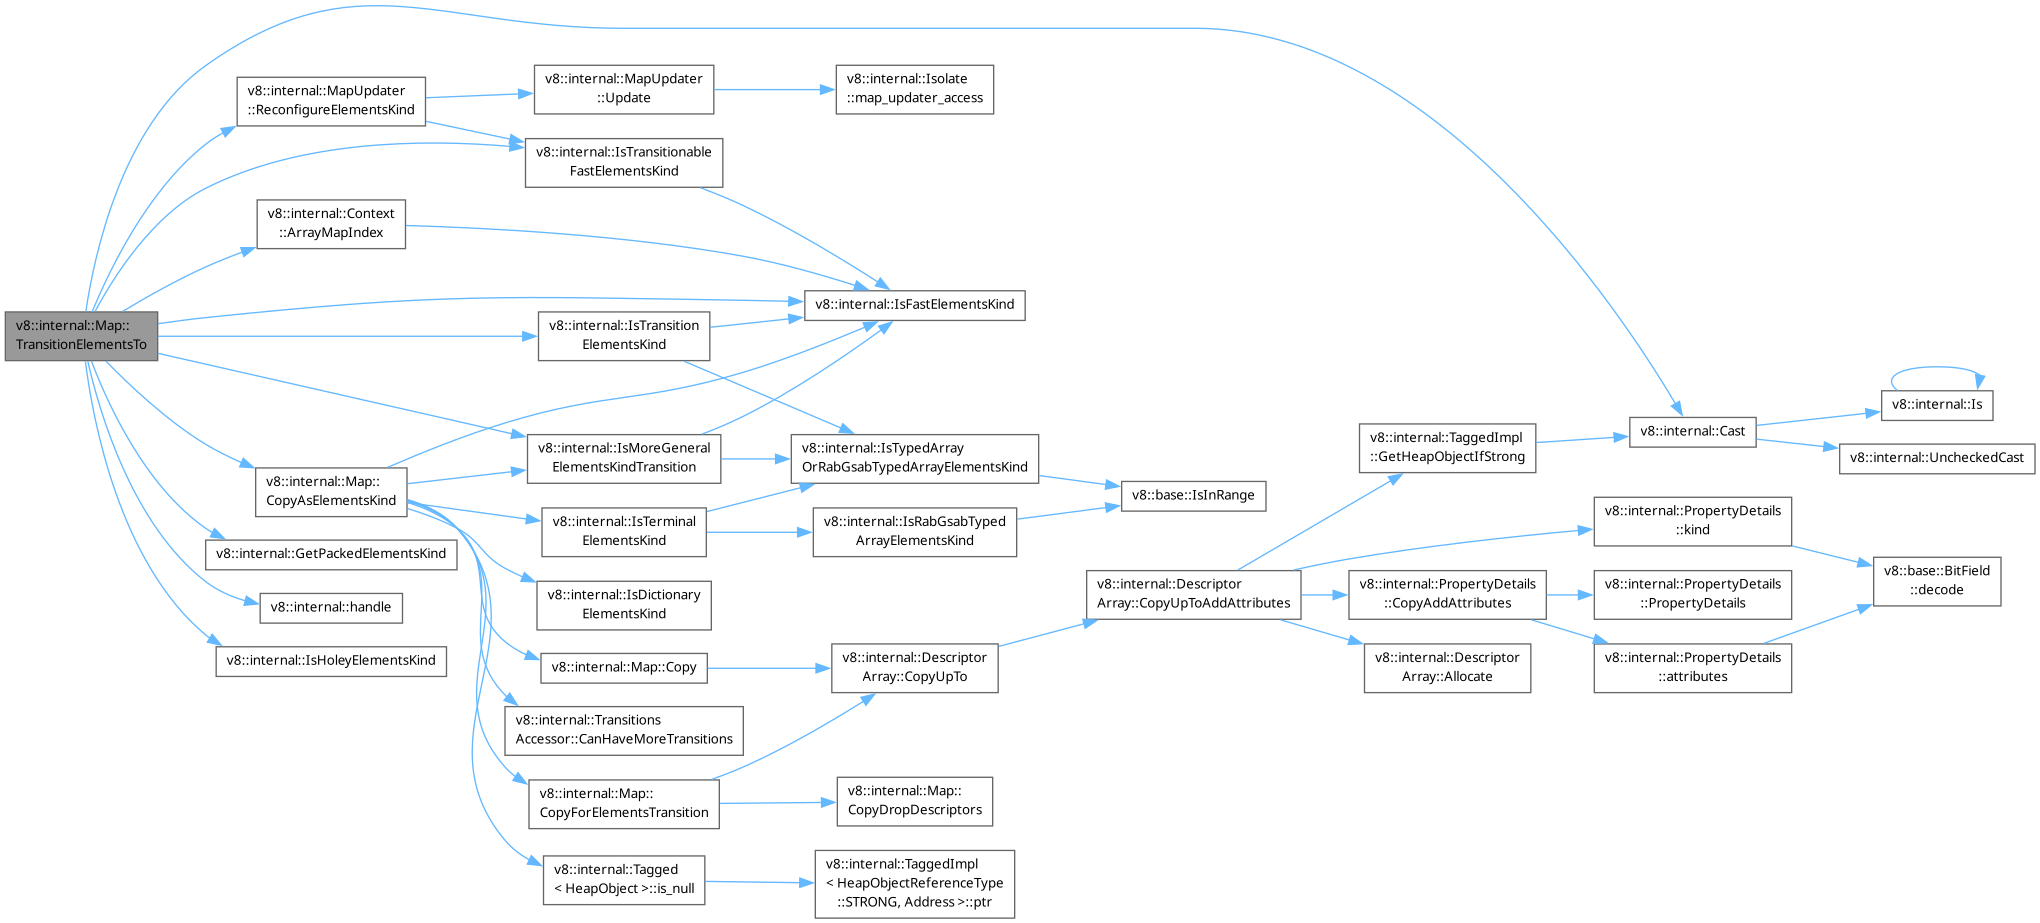 v8::internal::Map::
TransitionElementsTo
v8::internal::MapUpdater
::ReconfigureElementsKind
v8::internal::MapUpdater
::Update
v8::internal::Isolate
::map_updater_access
v8::internal::IsTransitionable
FastElementsKind
v8::internal::Context
::ArrayMapIndex
v8::internal::IsFastElementsKind
v8::internal::IsTransition
ElementsKind
v8::internal::IsMoreGeneral
ElementsKindTransition
v8::internal::IsTypedArray
OrRabGsabTypedArrayElementsKind
v8::base::IsInRange
v8::internal::Map::
CopyAsElementsKind
v8::internal::IsTerminal
ElementsKind
v8::internal::IsRabGsabTyped
ArrayElementsKind
v8::internal::GetPackedElementsKind
v8::internal::handle
v8::internal::IsHoleyElementsKind
v8::internal::IsDictionary
ElementsKind
v8::internal::Map::Copy
v8::internal::Descriptor
Array::CopyUpTo
v8::internal::Transitions
Accessor::CanHaveMoreTransitions
v8::internal::Map::
CopyForElementsTransition
v8::internal::Map::
CopyDropDescriptors
v8::internal::Tagged
< HeapObject >::is_null
v8::internal::TaggedImpl
< HeapObjectReferenceType
::STRONG, Address >::ptr
v8::internal::Descriptor
Array::CopyUpToAddAttributes
v8::internal::TaggedImpl
::GetHeapObjectIfStrong
v8::internal::Cast
v8::internal::Is
v8::internal::UncheckedCast
v8::internal::PropertyDetails
::kind
v8::internal::PropertyDetails
::CopyAddAttributes
v8::internal::PropertyDetails
::PropertyDetails
v8::base::BitField
::decode
v8::internal::Descriptor
Array::Allocate
v8::internal::PropertyDetails
::attributes